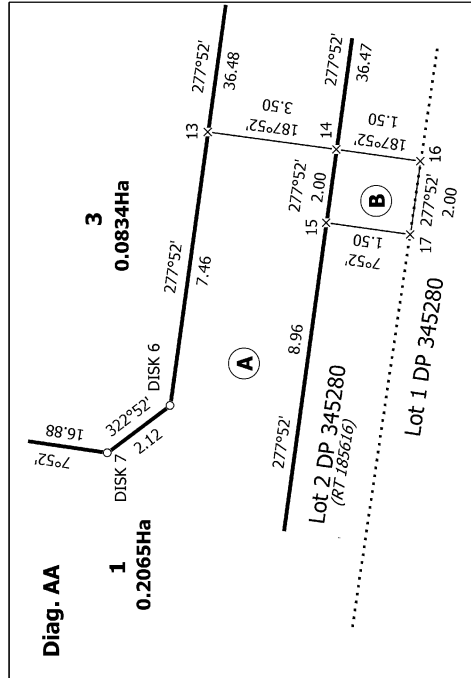 Diag. AA
1
0.2065Ha
3
0.0834Ha
7°52'
16.88
DISK 7
322°52'
2.12
DISK 6
277°52'
7.46
13
277°52'
36.48
187°52'
3.50
A
277°52'
8.96
15
277°52'
2.00
14
277°52'
36.47
7°52'
1.50
B
187°52'
1.50
17
277°52'
2.00
16
Lot 2 DP 345280
(RT 185616)
Lot 1 DP 345280